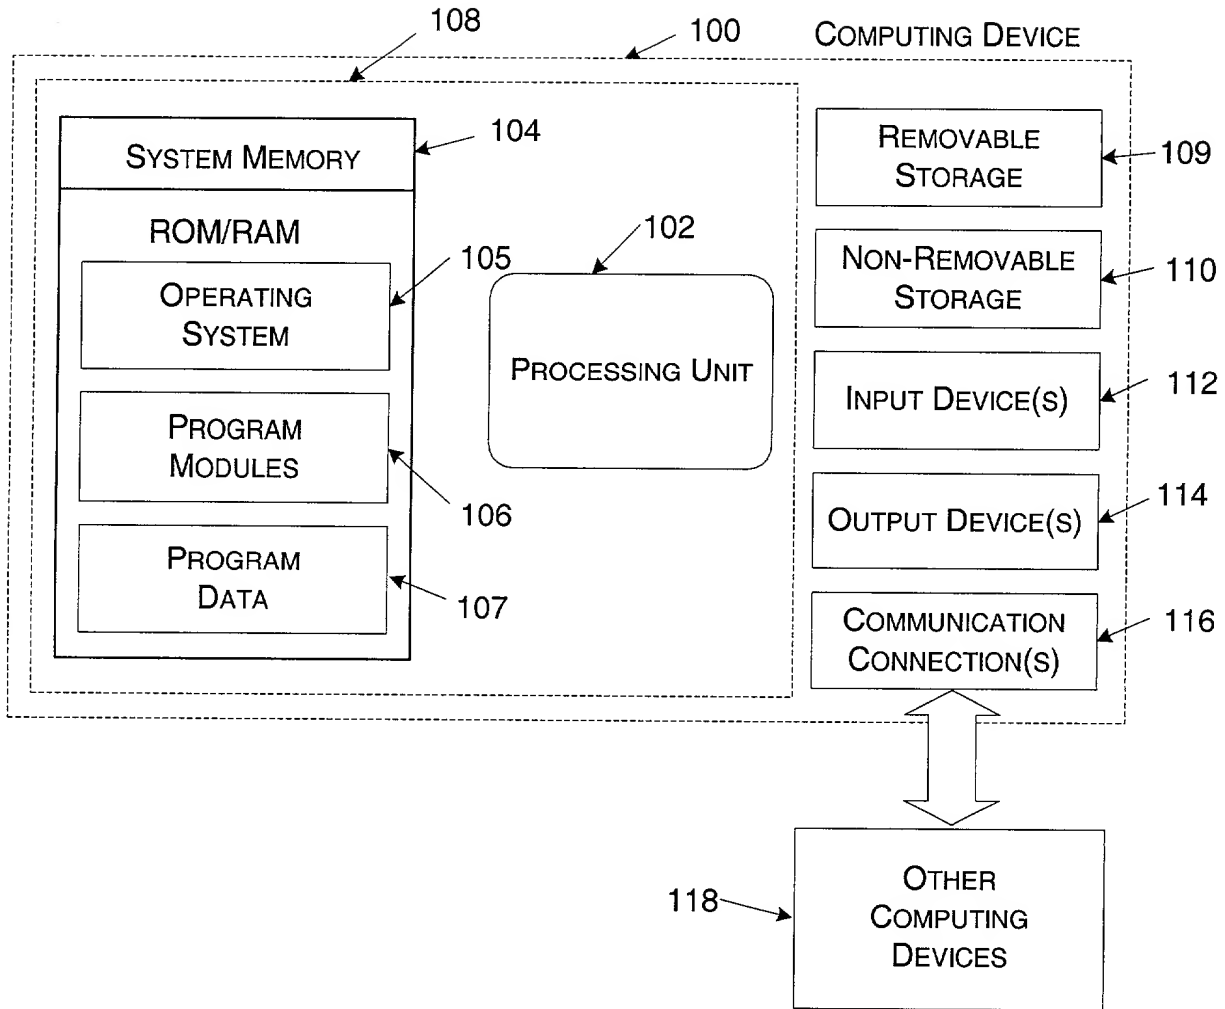 108
100
COMPUTING DEVICE
SYSTEM MEMORY
104
ROM/RAM
OPERATING
SYSTEM
105
PROGRAM
MODULES
106
PROGRAM
DATA
107
102
PROCESSING UNIT
REMOVABLE
STORAGE
109
NON-REMOVABLE
STORAGE
110
INPUT DEVICE(S)
112
OUTPUT DEVICE(S)
114
COMMUNICATION
CONNECTION(S)
116
118
OTHER
COMPUTING
DEVICES